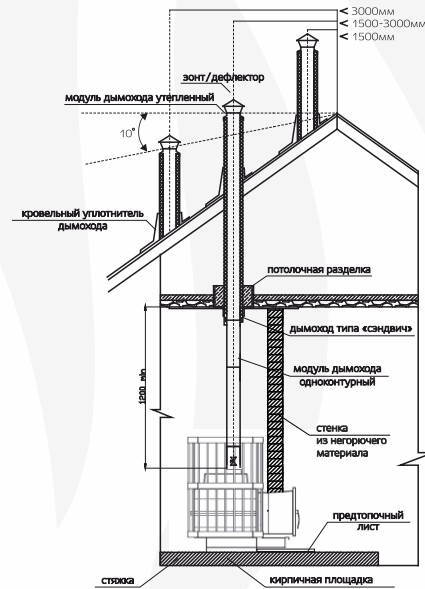 < 3000мм
< 1500-3000мм
< 1500мм
зонт/дефлектор
модуль дымохода утепленный
10°
кровельный уплотнитель
дымохода
потолочная разделка
дымоход типа «сэндвич»
модуль дымохода
одноконтурный
1200 min
стенка
из негорючего
материала
предтопочный
лист
стяжка
кирпичная площадка